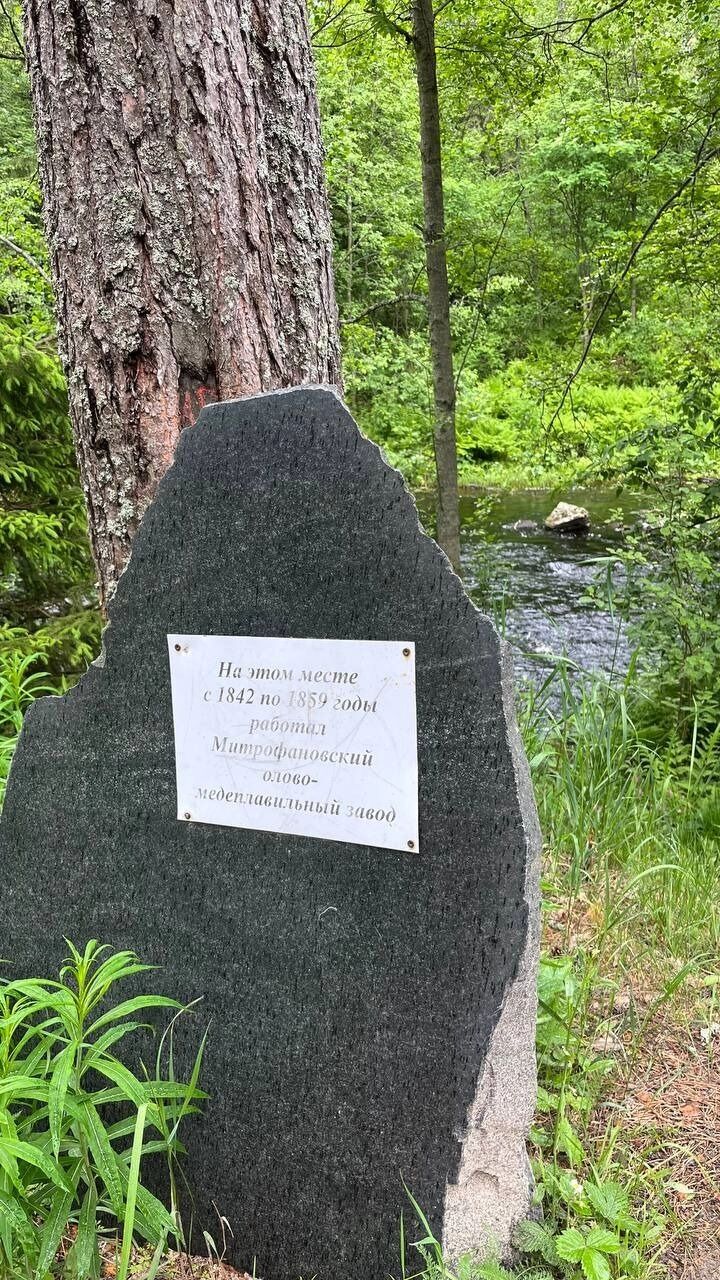 На этом месте
с 1842 по 1859 годы
работал
Митрофановский
олово-
медеплавильный завод